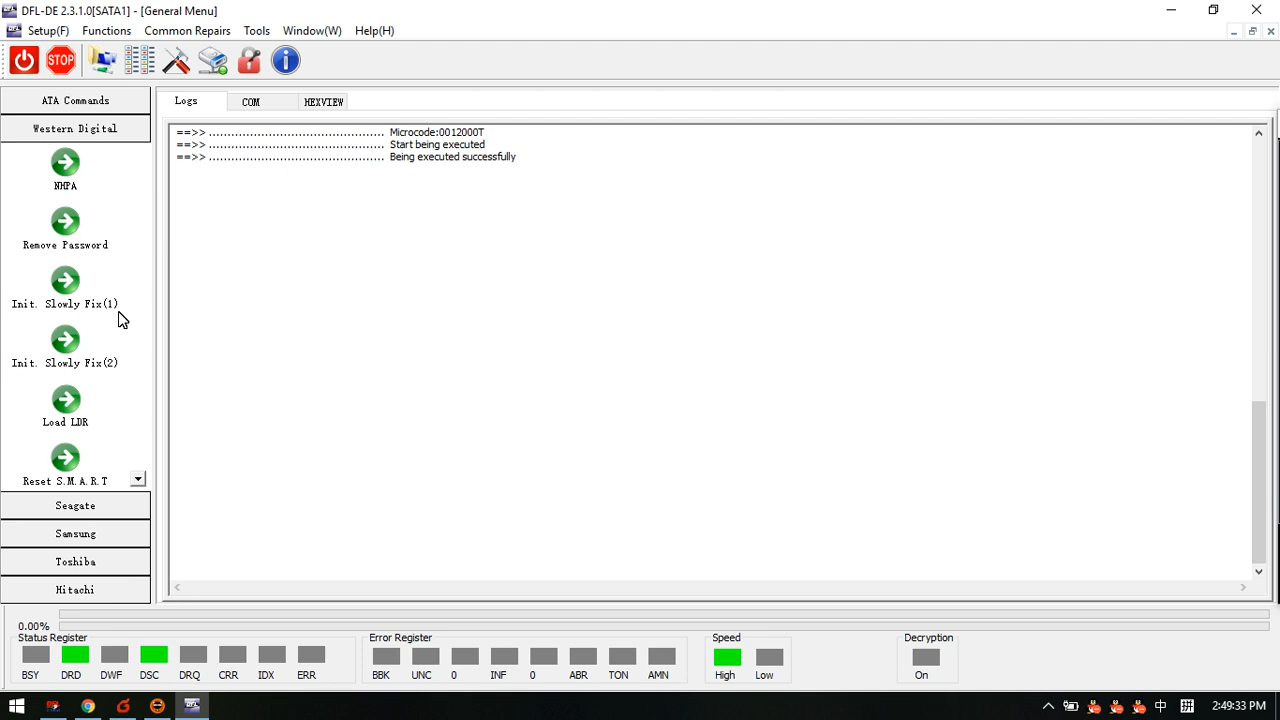 DFL-DE 2.3.1.0[SATA1] - [General Menu]
Setup(F) Functions Common Repairs Tools Window(W) Help(H)
STOP
ATA Commands
Western Digital
NHPA
Remove Password
Init. Slowly Fix(1)
Init. Slowly Fix(2)
Load LDR
Reset S.M.A.R.T
Seagate
Samsung
Toshiba
Hitachi
Logs COM HEXVIEW
==>> ............................................... Microcode:0012000T
==>> ............................................... Start being executed
==>> ............................................... Being executed successfully
0.00%
Status Register
BSY DRD DWF DSC DRQ CRR IDX ERR
Error Register
BBK UNC 0 INF 0 ABR TON AMN
Speed
High Low
Decryption
On
中 拼 2:49:33 PM